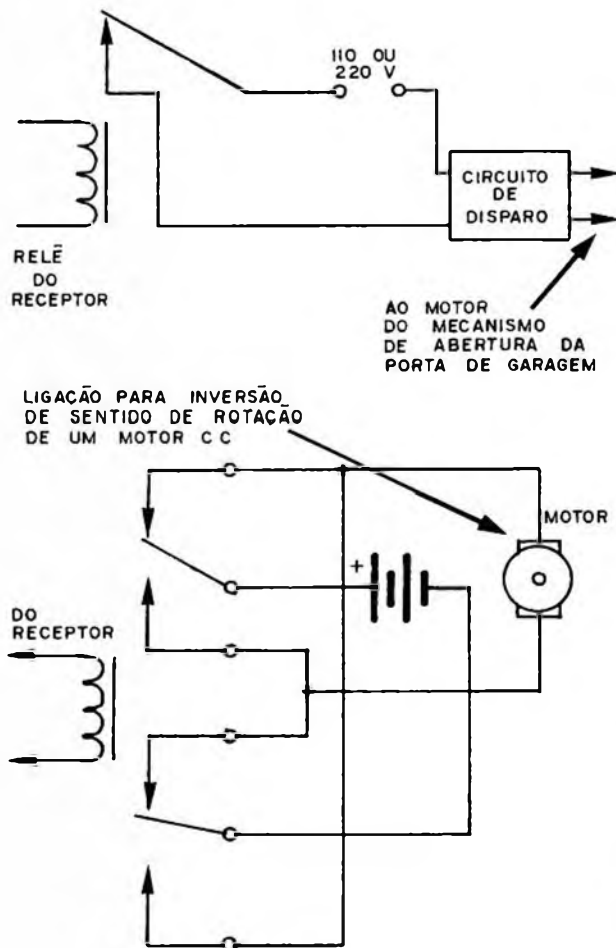 110 OU
220 V
CIRCUITO
DE
DISPARO
RELÊ
DO
RECEPTOR
AO MOTOR
DO MECANISMO
DE ABERTURA DA
PORTA DE GARAGEM
LIGAÇÃO PARA INVERSÃO
DE SENTIDO DE ROTAÇÃO
DE UM MOTOR CC
MOTOR
+
DO
RECEPTOR